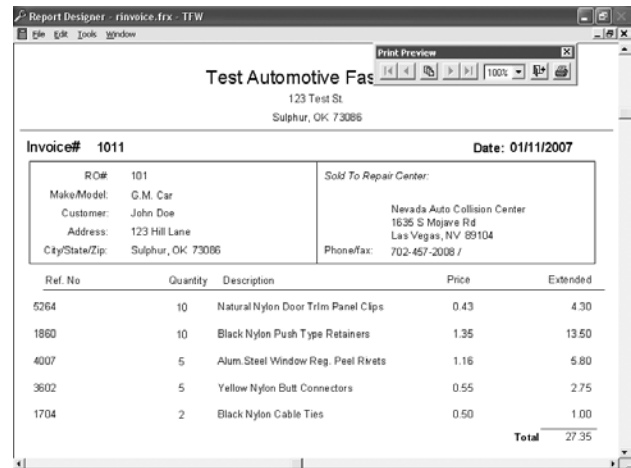 Report Designer - rinvoice.frx - TFW
File Edit Tools Window
Print Preview
100%
Test Automotive Fas
123 Test St.
Sulphur, OK 73086
Invoice# 1011 Date: 01/11/2007
RO# 101 Sold To Repair Center:
Make/Model: G.M. Car
Customer: John Doe Nevada Auto Collision Center
Address: 123 Hill Lane 1635 S Mojave Rd
Las Vegas, NV 89104
City/State/Zip: Sulphur, OK 73086 Phone/fax: 702-457-2008 /
Ref. No Quantity Description Price Extended
5264 10 Natural Nylon Door Trim Panel Clips 0.43 4.30
1860 10 Black Nylon Push Type Retainers 1.35 13.50
4007 5 Alum.Steel Window Reg. Peel Rivets 1.16 5.80
3602 5 Yellow Nylon Butt Connectors 0.55 2.75
1704 2 Black Nylon Cable Ties 0.50 1.00
Total 27.35